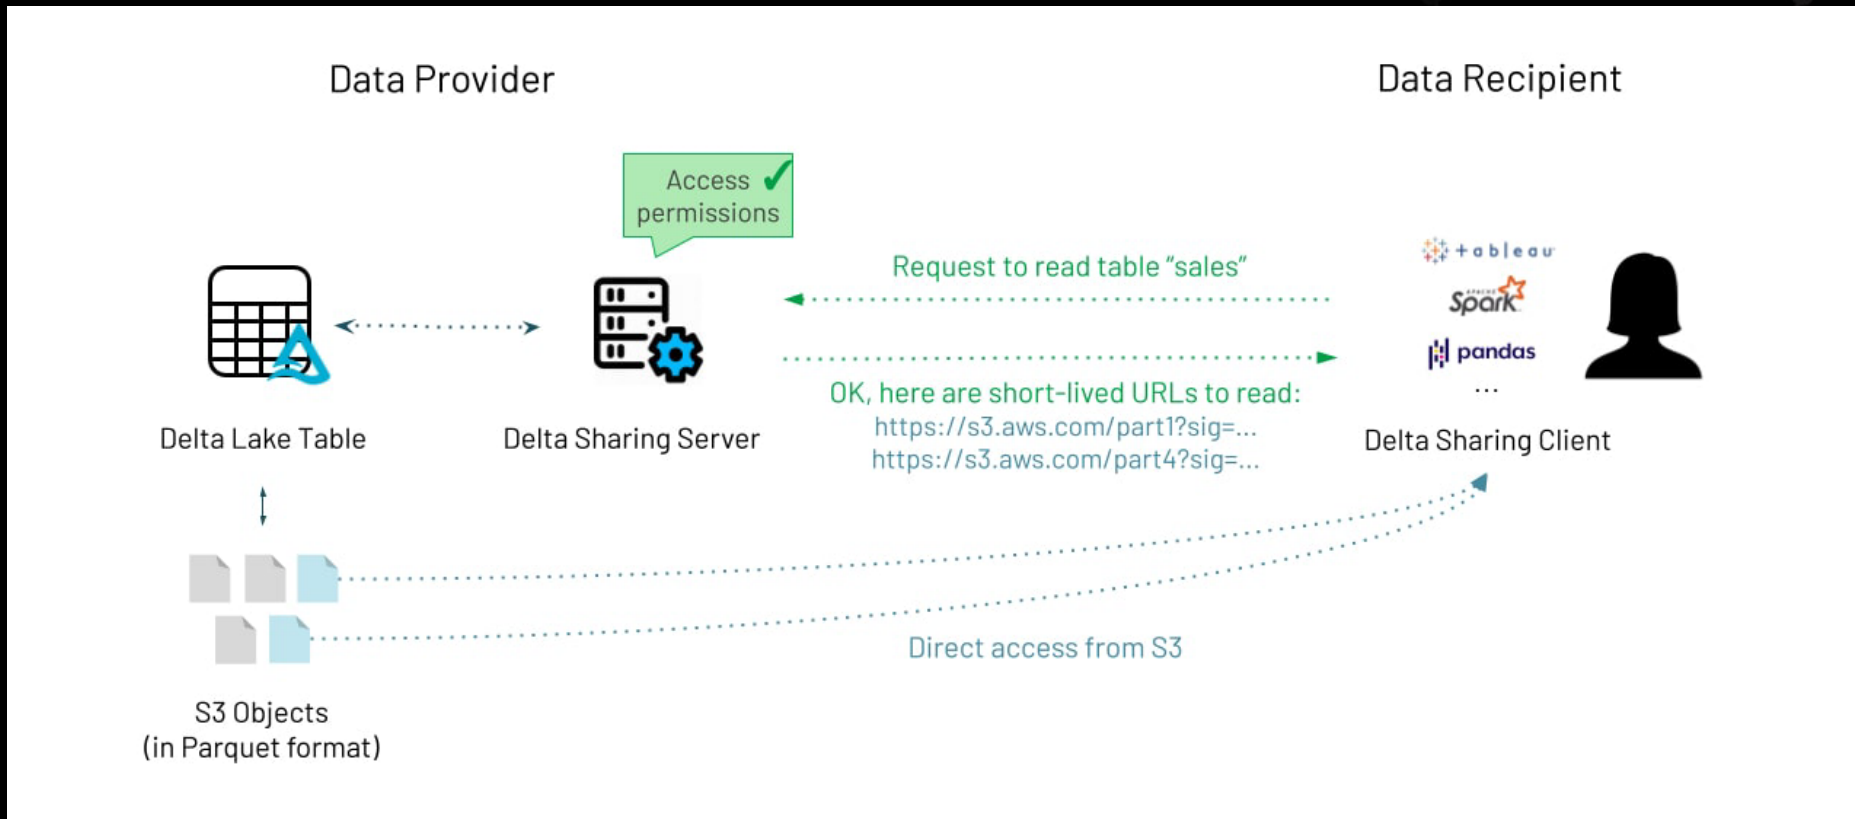 Data Provider
Data Recipient
Access
permissions
Request to read table “sales”
+ableau
APACHE
Spark
pandas
...
OK, here are short-lived URLs to read:
https://s3.aws.com/part1?sig=...
https://s3.aws.com/part4?sig=...
Delta Lake Table
Delta Sharing Server
Delta Sharing Client
Direct access from S3
S3 Objects
(in Parquet format)